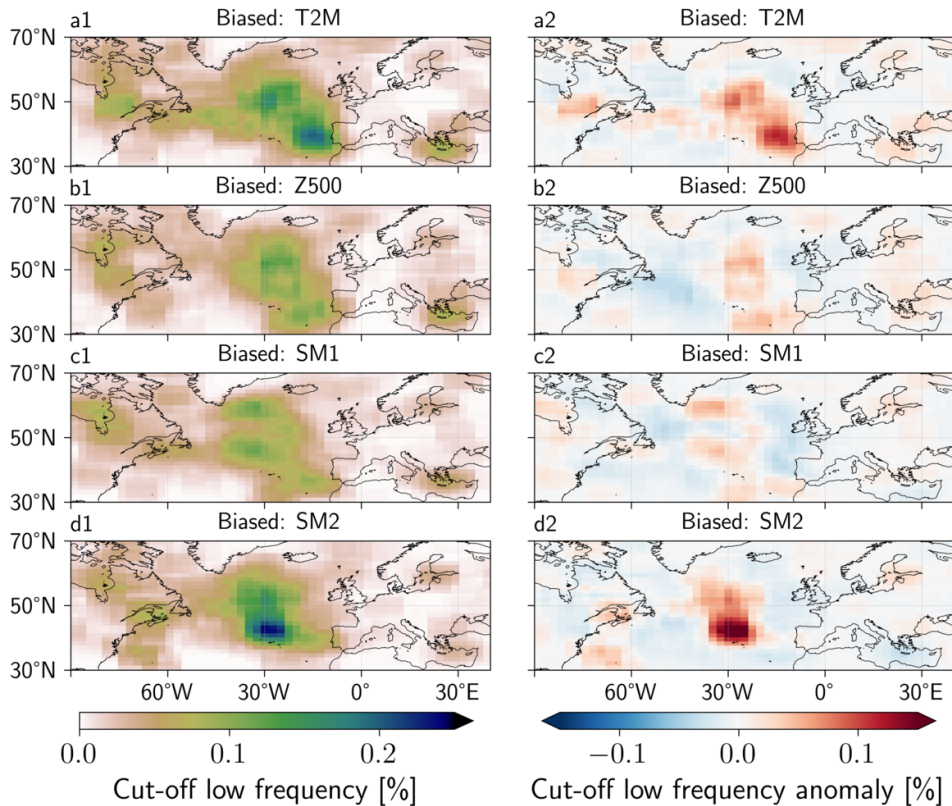 a1 Biased: T2M
a2 Biased: T2M
70°N
50°N
30°N
b1 Biased: Z500
b2 Biased: Z500
70°N
50°N
30°N
c1 Biased: SM1
c2 Biased: SM1
70°N
50°N
30°N
d1 Biased: SM2
d2 Biased: SM2
70°N
50°N
30°N
60°W 30°W 0° 30°E
60°W 30°W 0° 30°E
0.0 0.1 0.2
−0.1 0.0 0.1
Cut-off low frequency [%]
Cut-off low frequency anomaly [%]